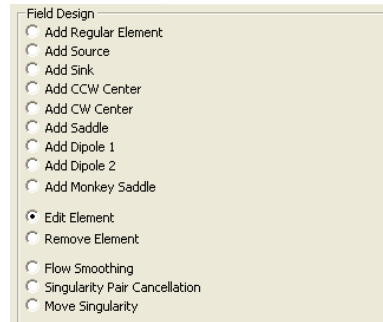 Field Design
Add Regular Element
Add Source
Add Sink
Add CCW Center
Add CW Center
Add Saddle
Add Dipole 1
Add Dipole 2
Add Monkey Saddle
Edit Element
Remove Element
Flow Smoothing
Singularity Pair Cancellation
Move Singularity